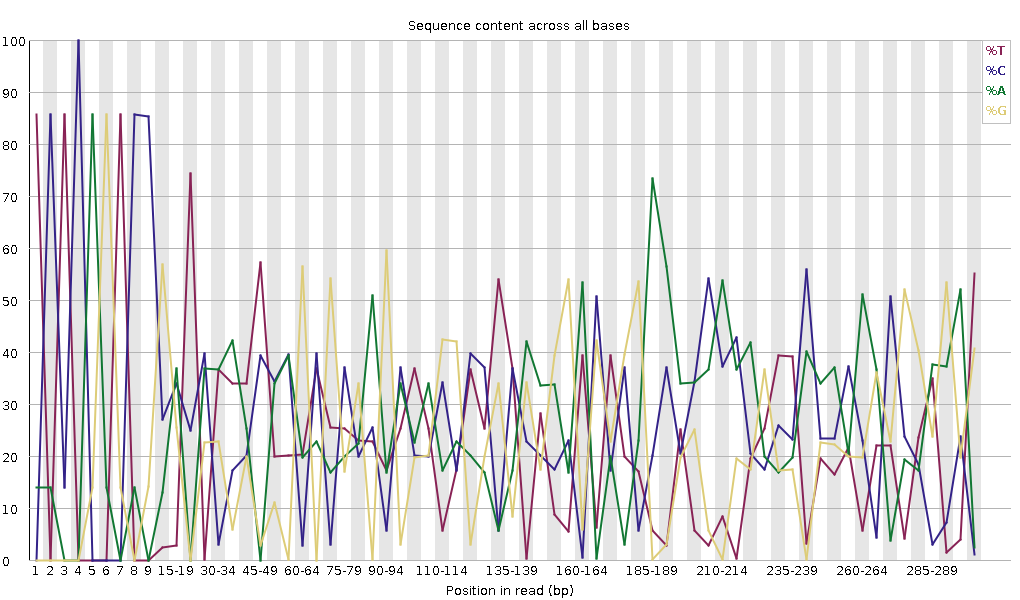 Sequence content across all bases
100
90
80
70
60
50
40
30
20
10
0
%T
%C
%A
%G
1 2 3 4 5 6 7 8 9 15-19 30-34 45-49 60-64 75-79 90-94 110-114 135-139 160-164 185-189 210-214 235-239 260-264 285-289
Position in read (bp)